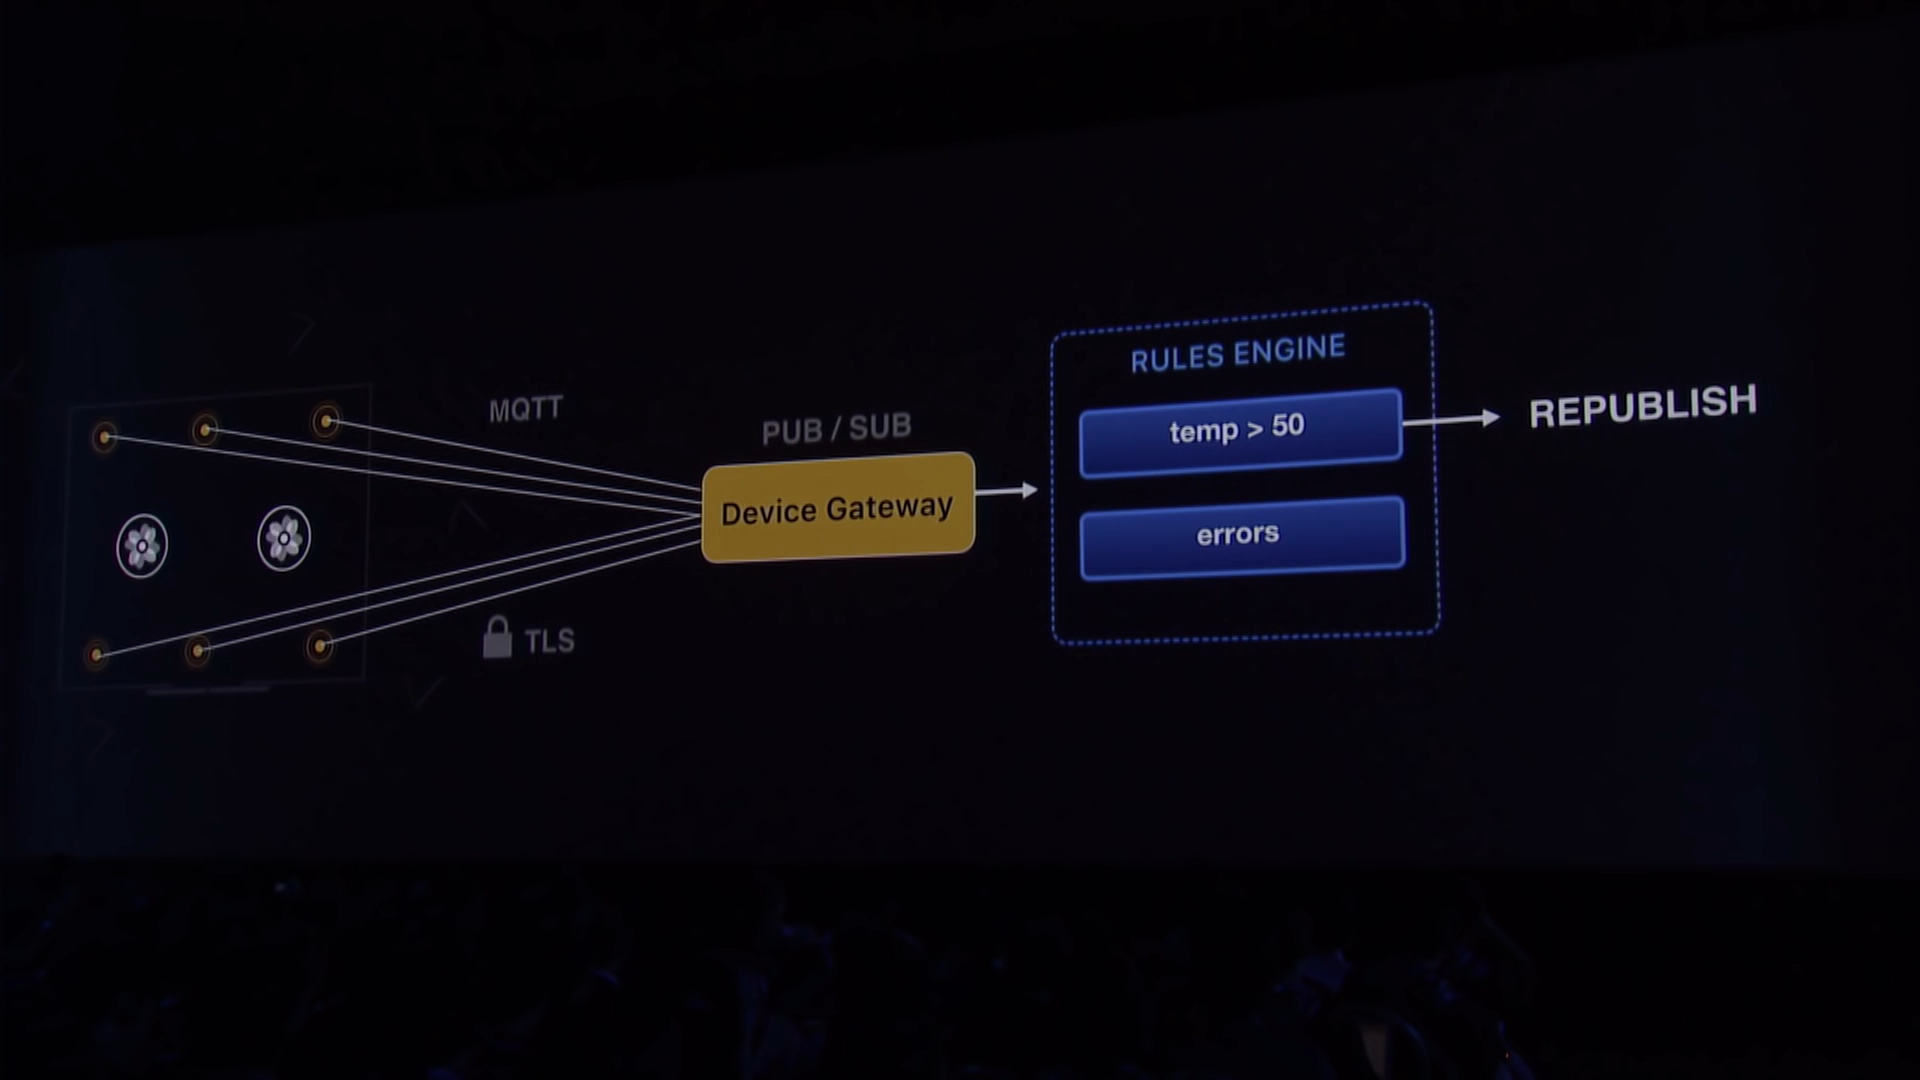 MQTT
PUB / SUB
Device Gateway
TLS
RULES ENGINE
temp > 50
errors
REPUBLISH